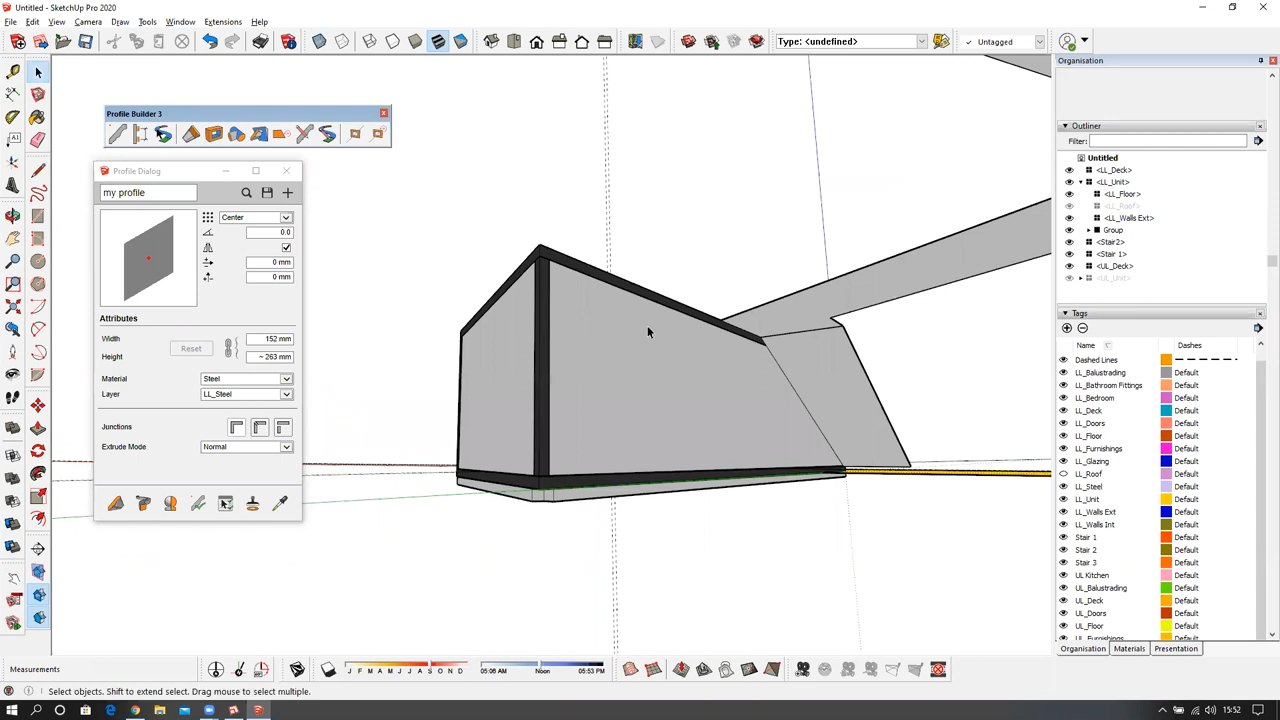 Untitled - SketchUp Pro 2020
File Edit View Camera Draw Tools Window Extensions Help
Type: <undefined>
Untagged
Profile Builder 3
Profile Dialog
my profile
Center
0.0
0 mm
0 mm
Attributes
Width 152 mm
Reset
Height ~ 263 mm
Material Steel
Layer LL_Steel
Junctions
Extrude Mode Normal
Organisation
Outliner
Filter:
Untitled
<LL_Deck>
<LL_Unit>
<LL_Floor>
<LL_Roof>
<LL_Walls Ext>
Group
<Stair2>
<Stair 1>
<UL_Deck>
<UL_Unit>
Tags
Name Dashes
Dashed Lines
LL_Balustrading Default
LL_Bathroom Fittings Default
LL_Bedroom Default
LL_Deck Default
LL_Doors Default
LL_Floor Default
LL_Furnishings Default
LL_Glazing Default
LL_Roof Default
LL_Steel Default
LL_Unit Default
LL_Walls Ext Default
LL_Walls Int Default
Stair 1 Default
Stair 2 Default
Stair 3 Default
UL Kitchen Default
UL_Balustrading Default
UL_Deck Default
UL_Doors Default
UL_Floor Default
UL_Furnishings Default
Organisation Materials Presentation
Measurements
J F M A M J J A S O N D
05:06 AM Noon 05:53 PM
Select objects. Shift to extend select. Drag mouse to select multiple.
15:52